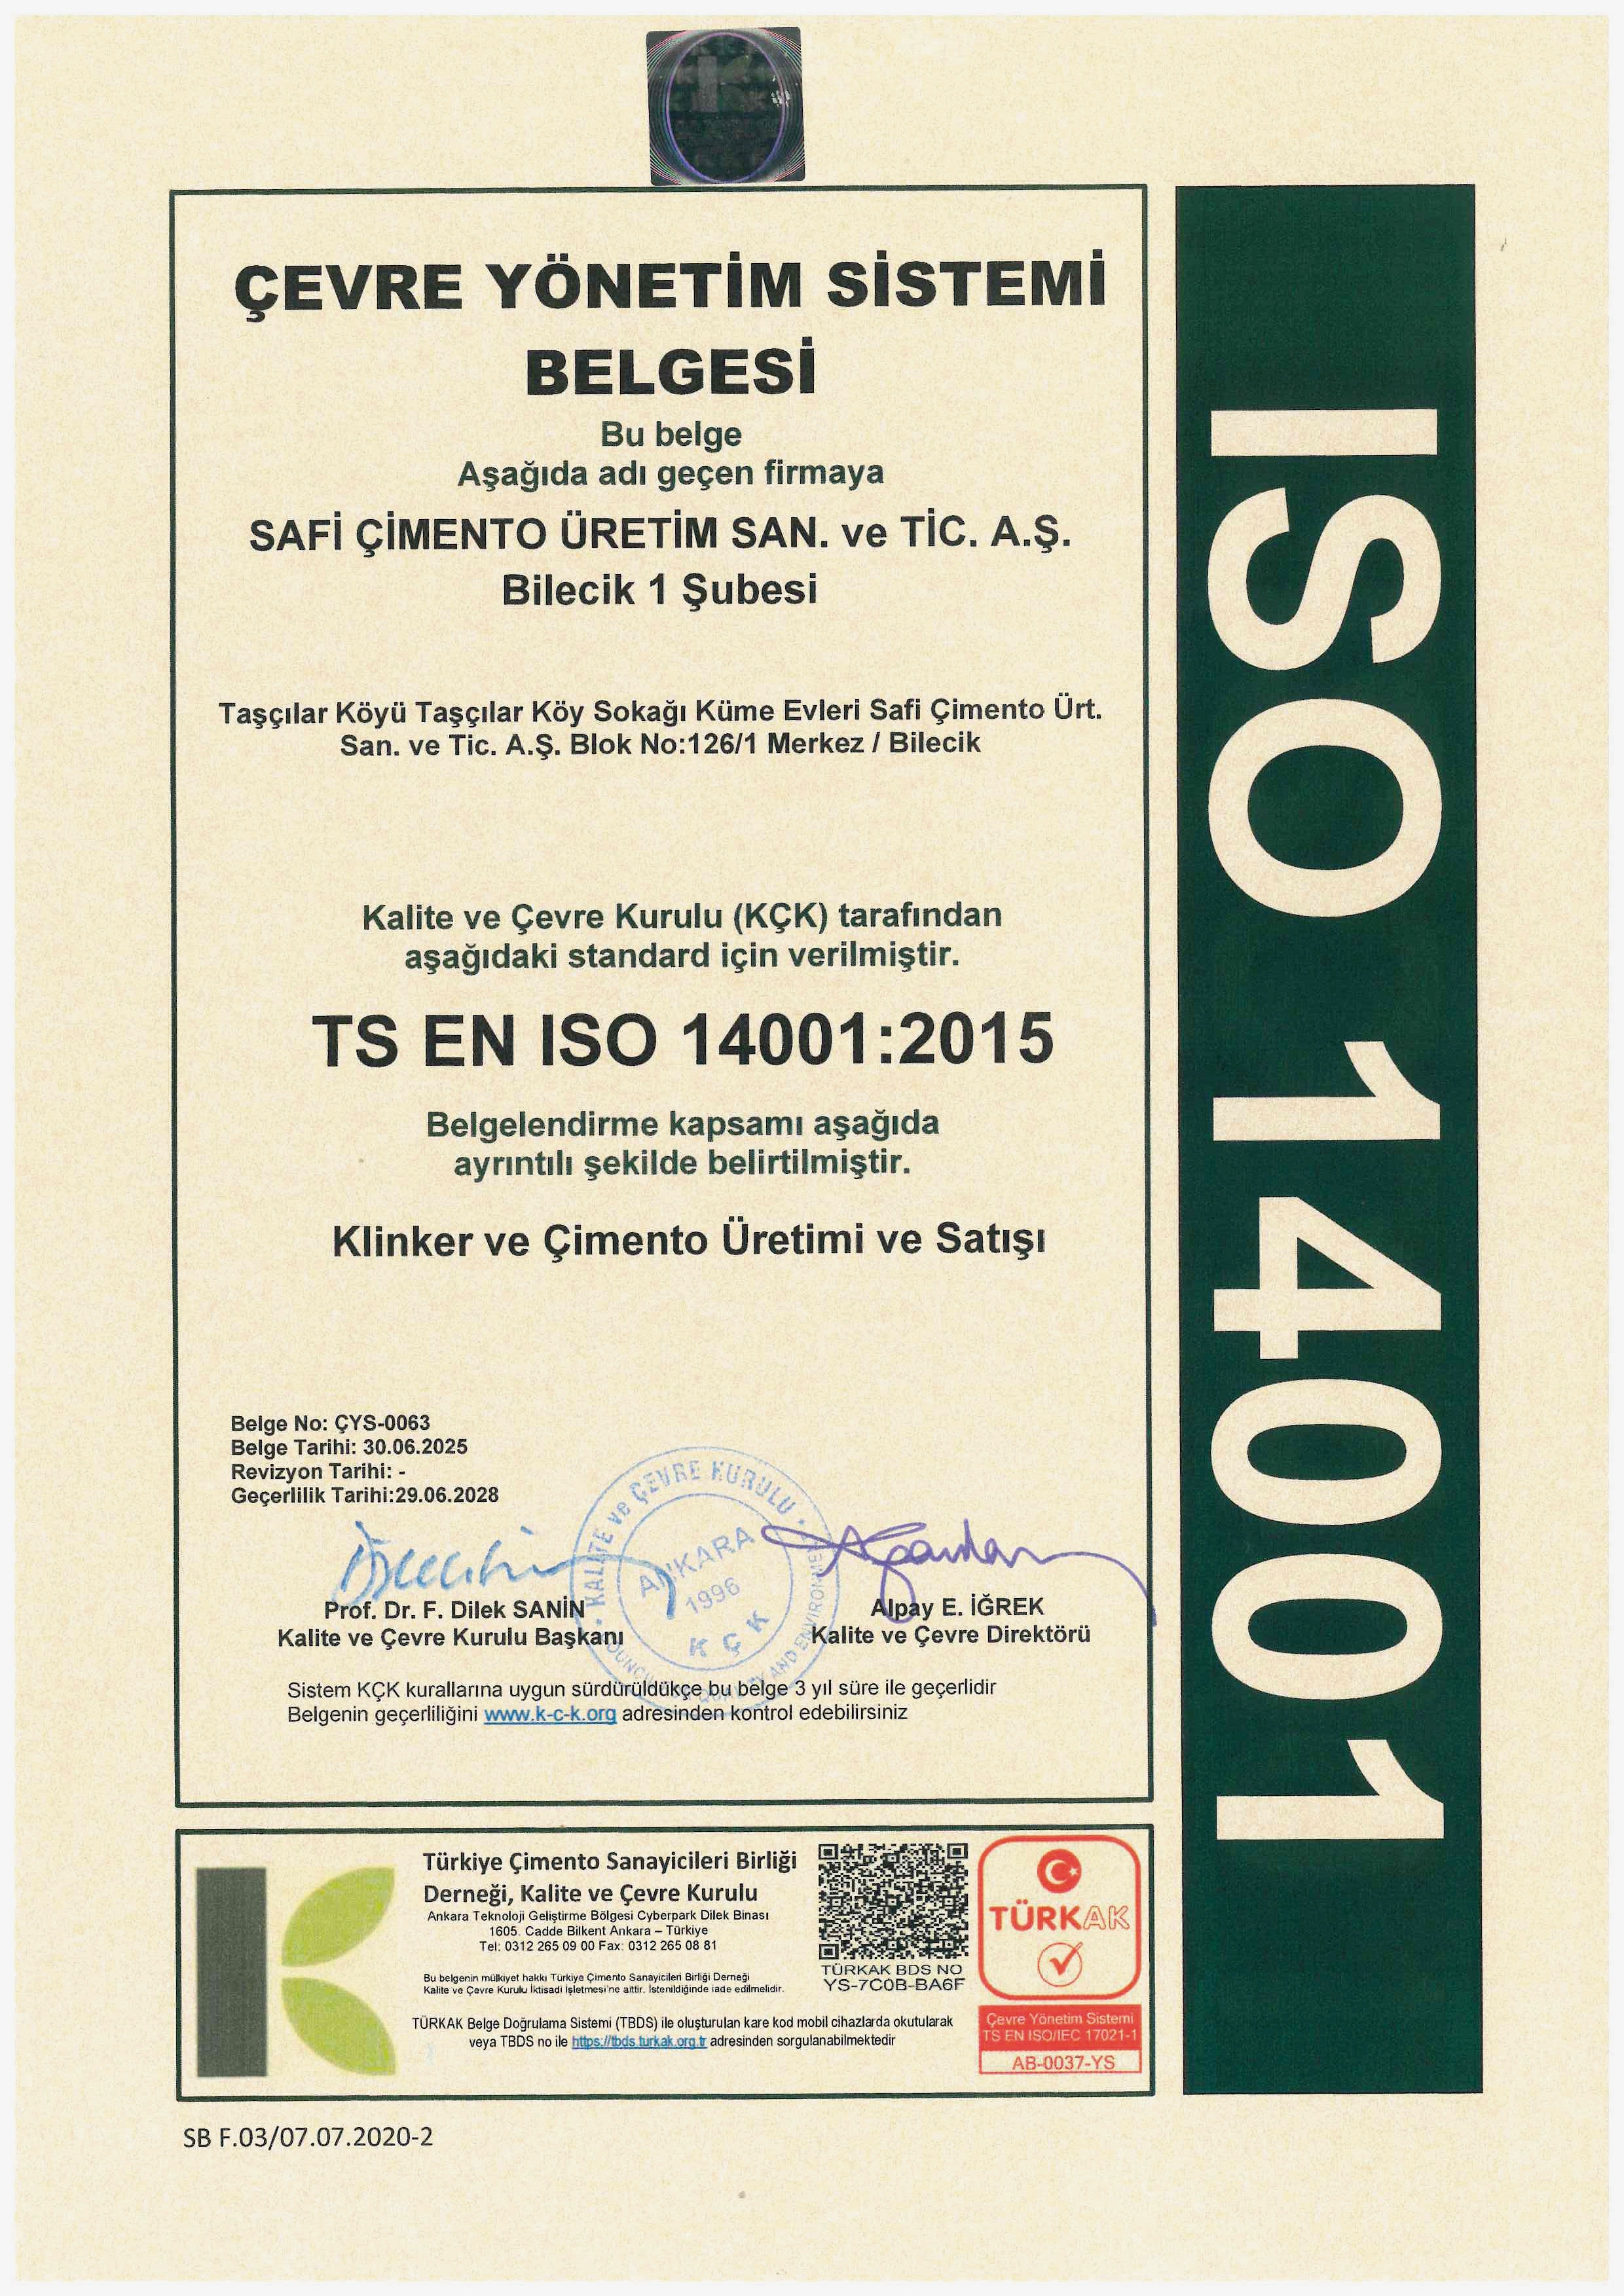 ÇEVRE YÖNETİM SİSTEMİ
BELGESİ
Bu belge
Aşağıda adı geçen firmaya
SAFİ ÇİMENTO ÜRETİM SAN. ve TİC. A.Ş.
Bilecik 1 Şubesi
Taşçılar Köyü Taşçılar Köy Sokağı Küme Evleri Safi Çimento Ürt.
San. ve Tic. A.Ş. Blok No:126/1 Merkez / Bilecik
Kalite ve Çevre Kurulu (KÇK) tarafından
aşağıdaki standard için verilmiştir.
TS EN ISO 14001:2015
Belgelendirme kapsamı aşağıda
ayrıntılı şekilde belirtilmiştir.
Klinker ve Çimento Üretimi ve Satışı
Belge No: ÇYS-0063
Belge Tarihi: 30.06.2025
Revizyon Tarihi: -
Geçerlilik Tarihi:29.06.2028
KALİTE ve ÇEVRE KURULU
ANKARA
1996
KÇK
Prof. Dr. F. Dilek SANİN
Kalite ve Çevre Kurulu Başkanı
Alpay E. İĞREK
Kalite ve Çevre Direktörü
Sistem KÇK kurallarına uygun sürdürüldükçe bu belge 3 yıl süre ile geçerlidir
Belgenin geçerliliğini www.k-c-k.org adresinden kontrol edebilirsiniz
ISO 14001
Türkiye Çimento Sanayicileri Birliği
Derneği, Kalite ve Çevre Kurulu
Ankara Teknoloji Geliştirme Bölgesi Cyberpark Dilek Binası
1605. Cadde Bilkent Ankara – Türkiye
Tel: 0312 265 09 00 Fax: 0312 265 08 81
Bu belgenin mülkiyet hakkı Türkiye Çimento Sanayicileri Birliği Derneği
Kalite ve Çevre Kurulu İktisadi İşletmesi'ne aittir. İstenildiğinde iade edilmelidir.
TÜRKAK Belge Doğrulama Sistemi (TBDS) ile oluşturulan kare kod mobil cihazlarda okutularak
veya TBDS no ile https://tbds.turkak.org.tr adresinden sorgulanabilmektedir
TÜRKAK BDS NO
YS-7C0B-BA6F
TÜRKAK
Çevre Yönetim Sistemi
TS EN ISO/IEC 17021-1
AB-0037-YS
SB F.03/07.07.2020-2